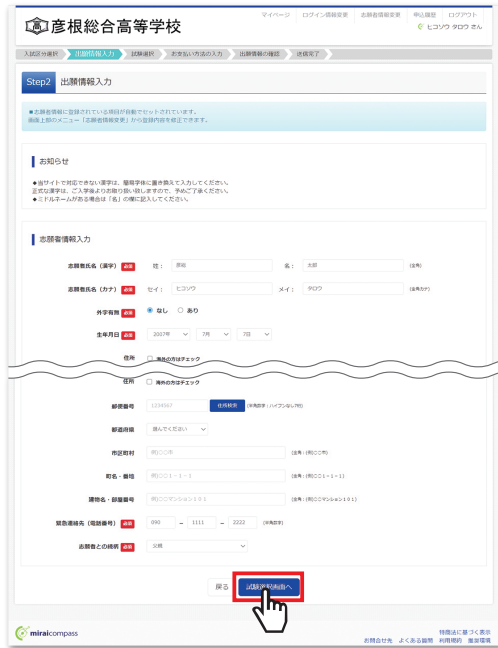 マイページ ログイン情報変更 志願者情報変更 申込履歴 ログアウト
彦根総合高等学校
ヒコソウ タロウ さん
入試区分選択 出願情報入力 試験選択 お支払い方法の入力 出願情報の確認 送信完了
Step2 出願情報入力
●志願者情報に登録されている項目が自動でセットされています。
画面上部のメニュー「志願者情報変更」から登録内容を修正できます。
お知らせ
◆当サイトで対応できない漢字は、簡易字体に置き換えて入力してください。
正式な漢字は、ご入学後よりお取り扱い致しますので、予めご了承ください。
◆ミドルネームがある場合は「名」の欄に記入してください。
志願者情報入力
志願者氏名（漢字） 必須 姓： 彦総 名： 太郎 (全角)
志願者氏名（カナ） 必須 セイ： ヒコソウ メイ： タロウ (全角カナ)
外字有無 必須 なし あり
生年月日 必須 2007年 7月 7日
住所 海外の方はチェック
住所 海外の方はチェック
郵便番号 1234567 住所検索 (半角数字：ハイフンなし7桁)
都道府県 選んでください
市区町村 例)○○市 (全角：(例)○○市)
町名・番地 例)○○１－１－１ (全角：(例)○○１－１－１)
建物名・部屋番号 例)○○マンション１０１ (全角：(例)○○マンション１０１)
緊急連絡先（電話番号） 必須 090 － 1111 － 2222 (半角数字)
志願者との続柄 必須 父親
戻る 試験選択画面へ
miraicompass
特商法に基づく表示
お問合せ先 よくある質問 利用規約 推奨環境